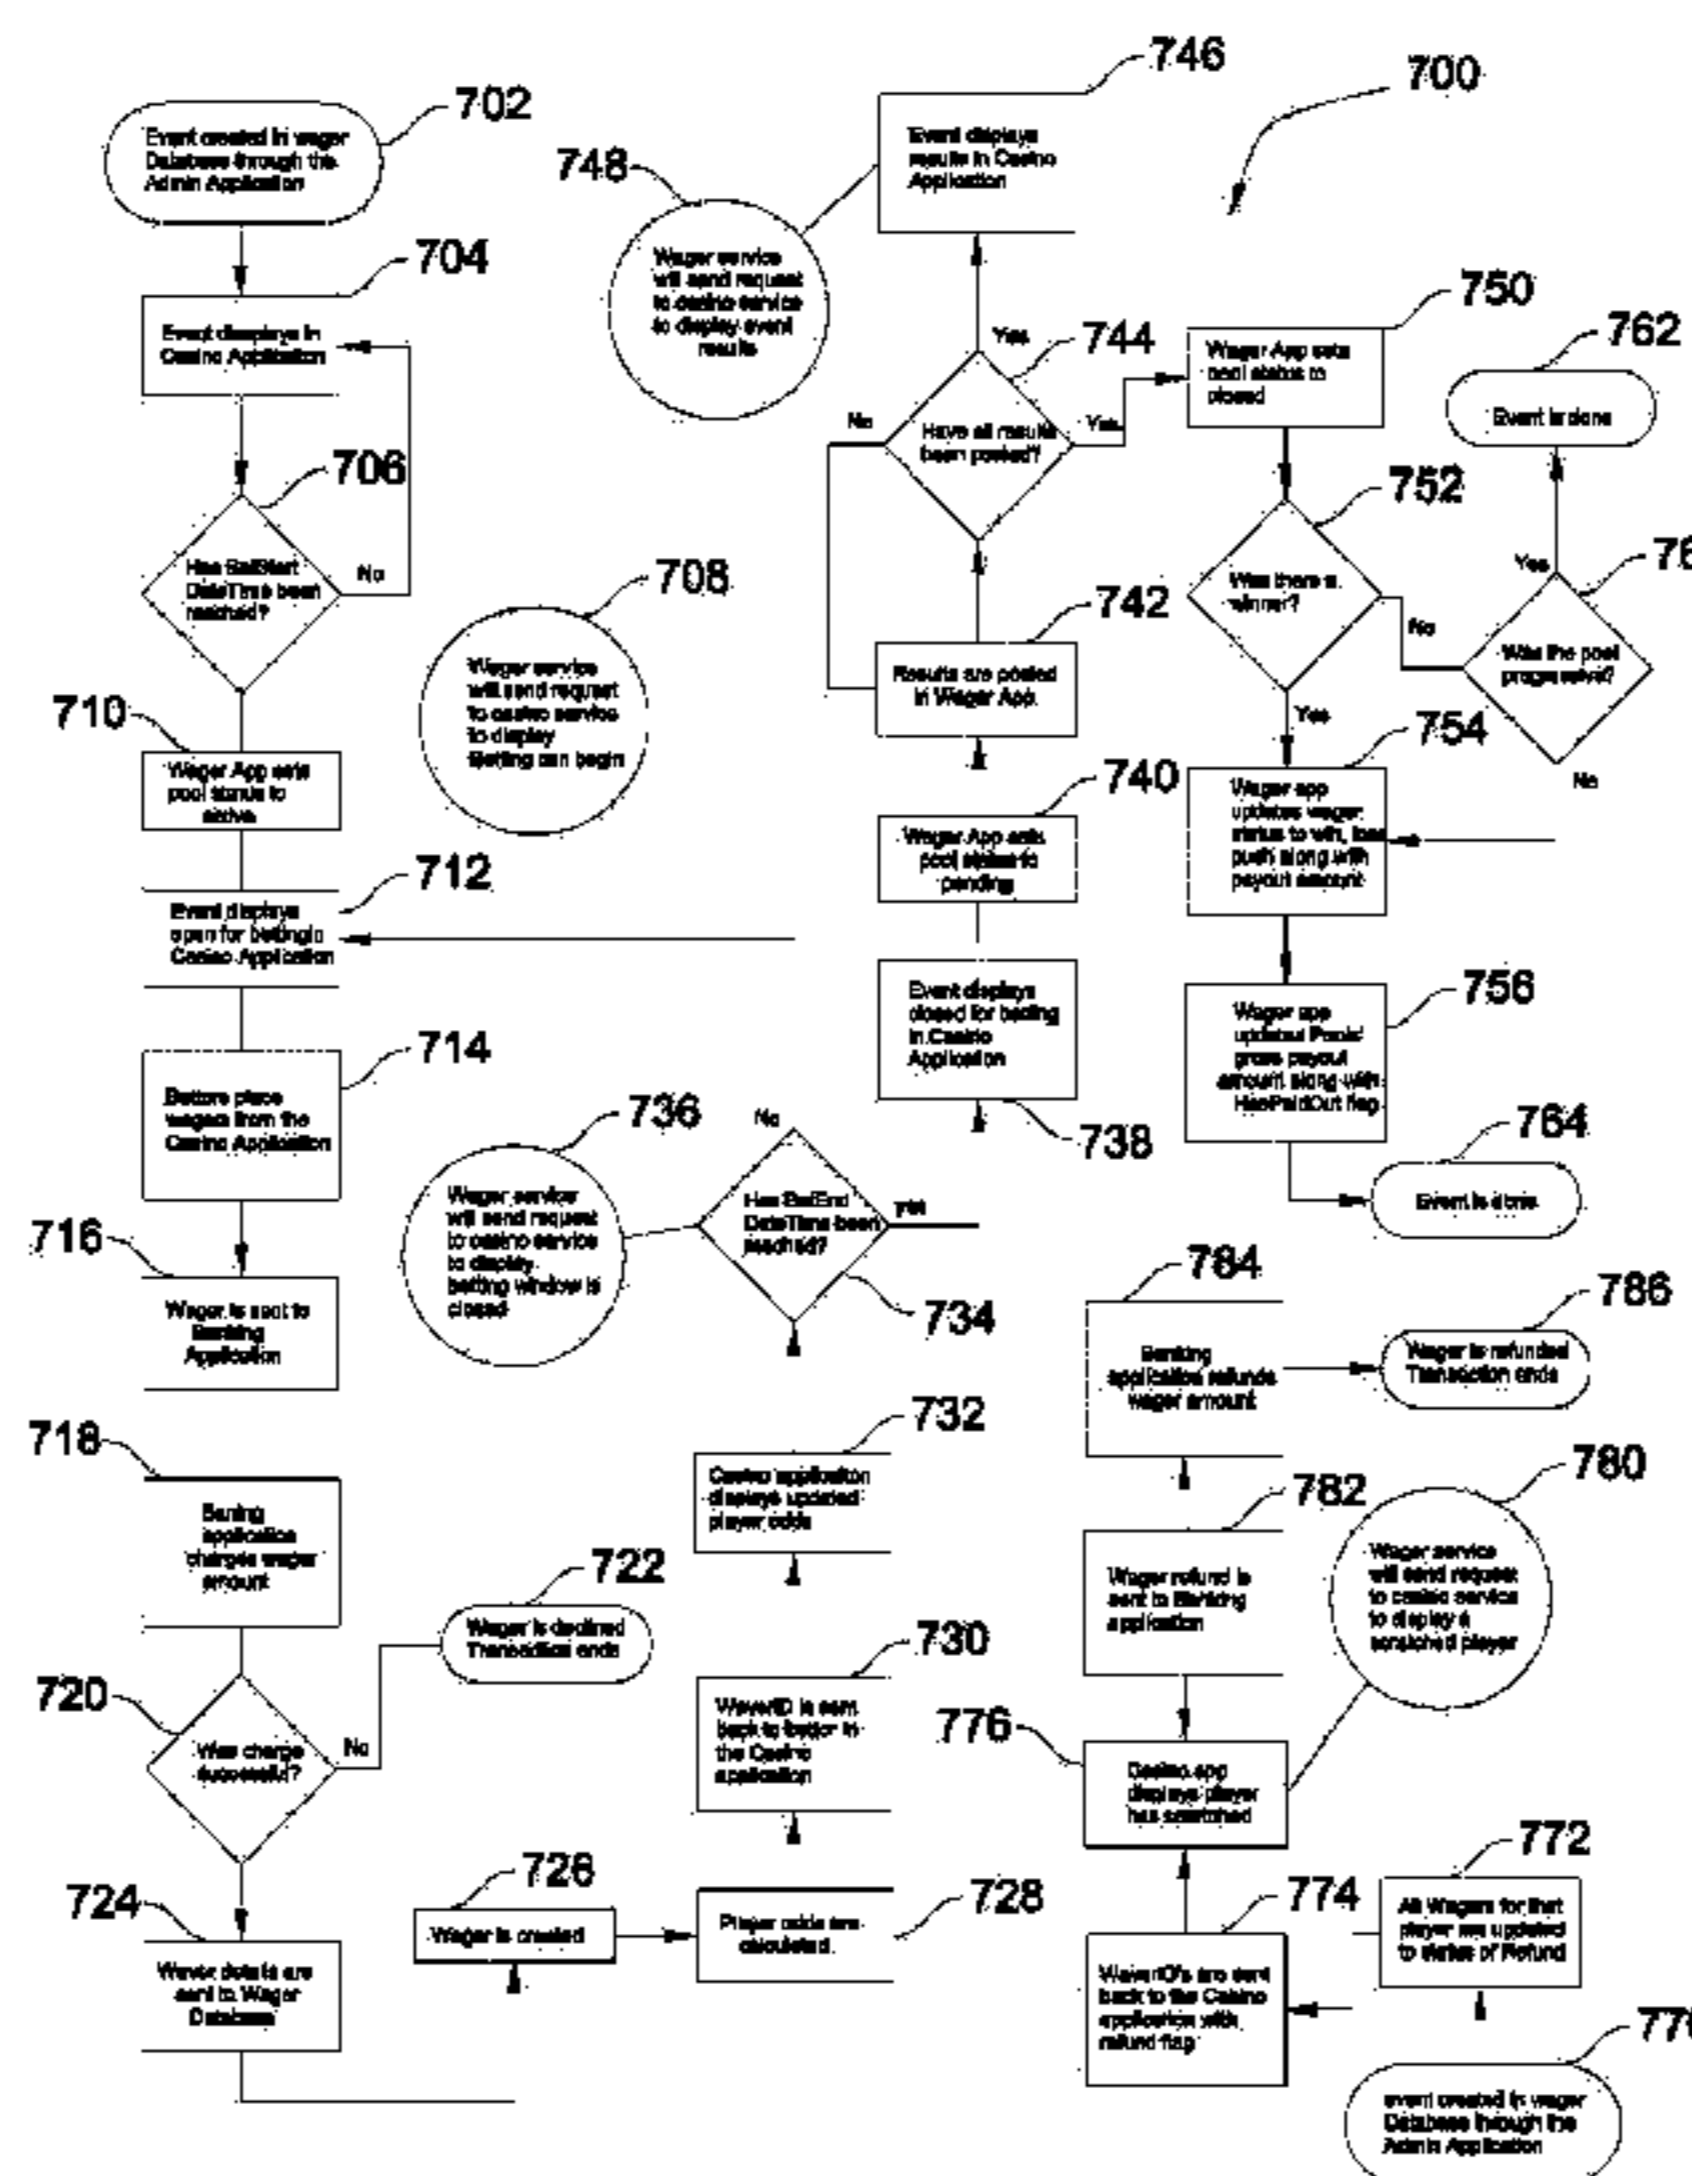 702
Event created in wager
Database through the
Admin Application
704
Event displays in
Casino Application
706
Has BetStart
DateTime been
reached?
No
708
Wager service
will send request
to casino service
to display
Betting can begin
710
Wager App sets
pool status to
active
712
Event displays
open for betting in
Casino Application
714
Bettors place
wagers from the
Casino Application
716
Wager is sent to
Banking
Application
718
application
charges wager
amount
720
Was charge
successful?
No
722
Wager is declined
Transaction ends
724
details are
sent to Wager
Database
726
Wager is created
728
Player odds are
calculated.
730
is sent
back to bettor in
the Casino
application
732
Casino application
displays updated
player odds
734
Has BetEnd
DateTime been
reached?
No
yes
736
Wager service
will send request
to casino service
to display
betting window is
closed
738
Event displays
closed for betting
in Casino
Application
740
Wager App sets
pool status to
pending
742
Results are posted
in Wager App.
744
Have all results
been posted?
No
Yes
Yes
746
Event displays
results in Casino
Application
748
Wager service
will send request
to casino service
to display event
results
700
750
Wager App sets
pool status to
closed
752
Was there a
winner?
No
Yes
762
Event is done
76
Was the pool
progressive?
Yes
No
754
Wager app
updates wager
status to win, lose
push along with
payout amount
756
Wager app
updates Pools'
gross payout
amount along with
HasPaidOut flag
764
Event is done
784
Banking
application refunds
wager amount
786
Wager is refunded
Transaction ends
782
Wager refund is
sent to Banking
application
780
Wager service
will send request
to casino service
to display a
scratched player
776
Casino app
displays player
has scratched
774
are sent
back to the Casino
application with
refund flag
772
All Wagers for that
player are updated
to status of Refund
77
event created in wager
Database through the
Admin Application